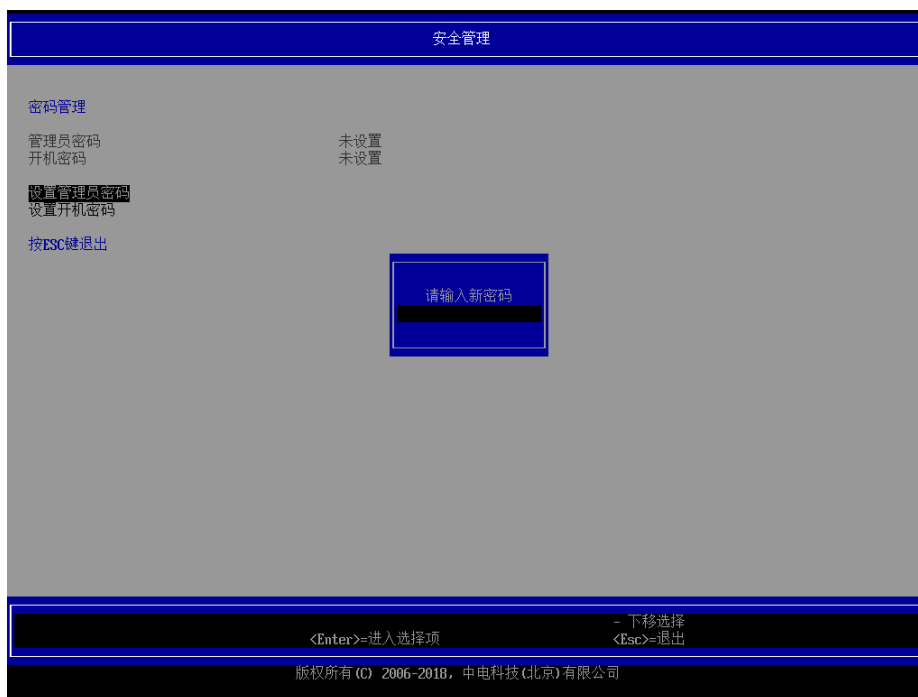 安全管理
密码管理
管理员密码 未设置
开机密码 未设置
设置管理员密码
设置开机密码
按ESC键退出
请输入新密码
- 下移选择
<Enter>=进入选择项 <Esc>=退出
版权所有(C) 2006-2018, 中电科技(北京)有限公司